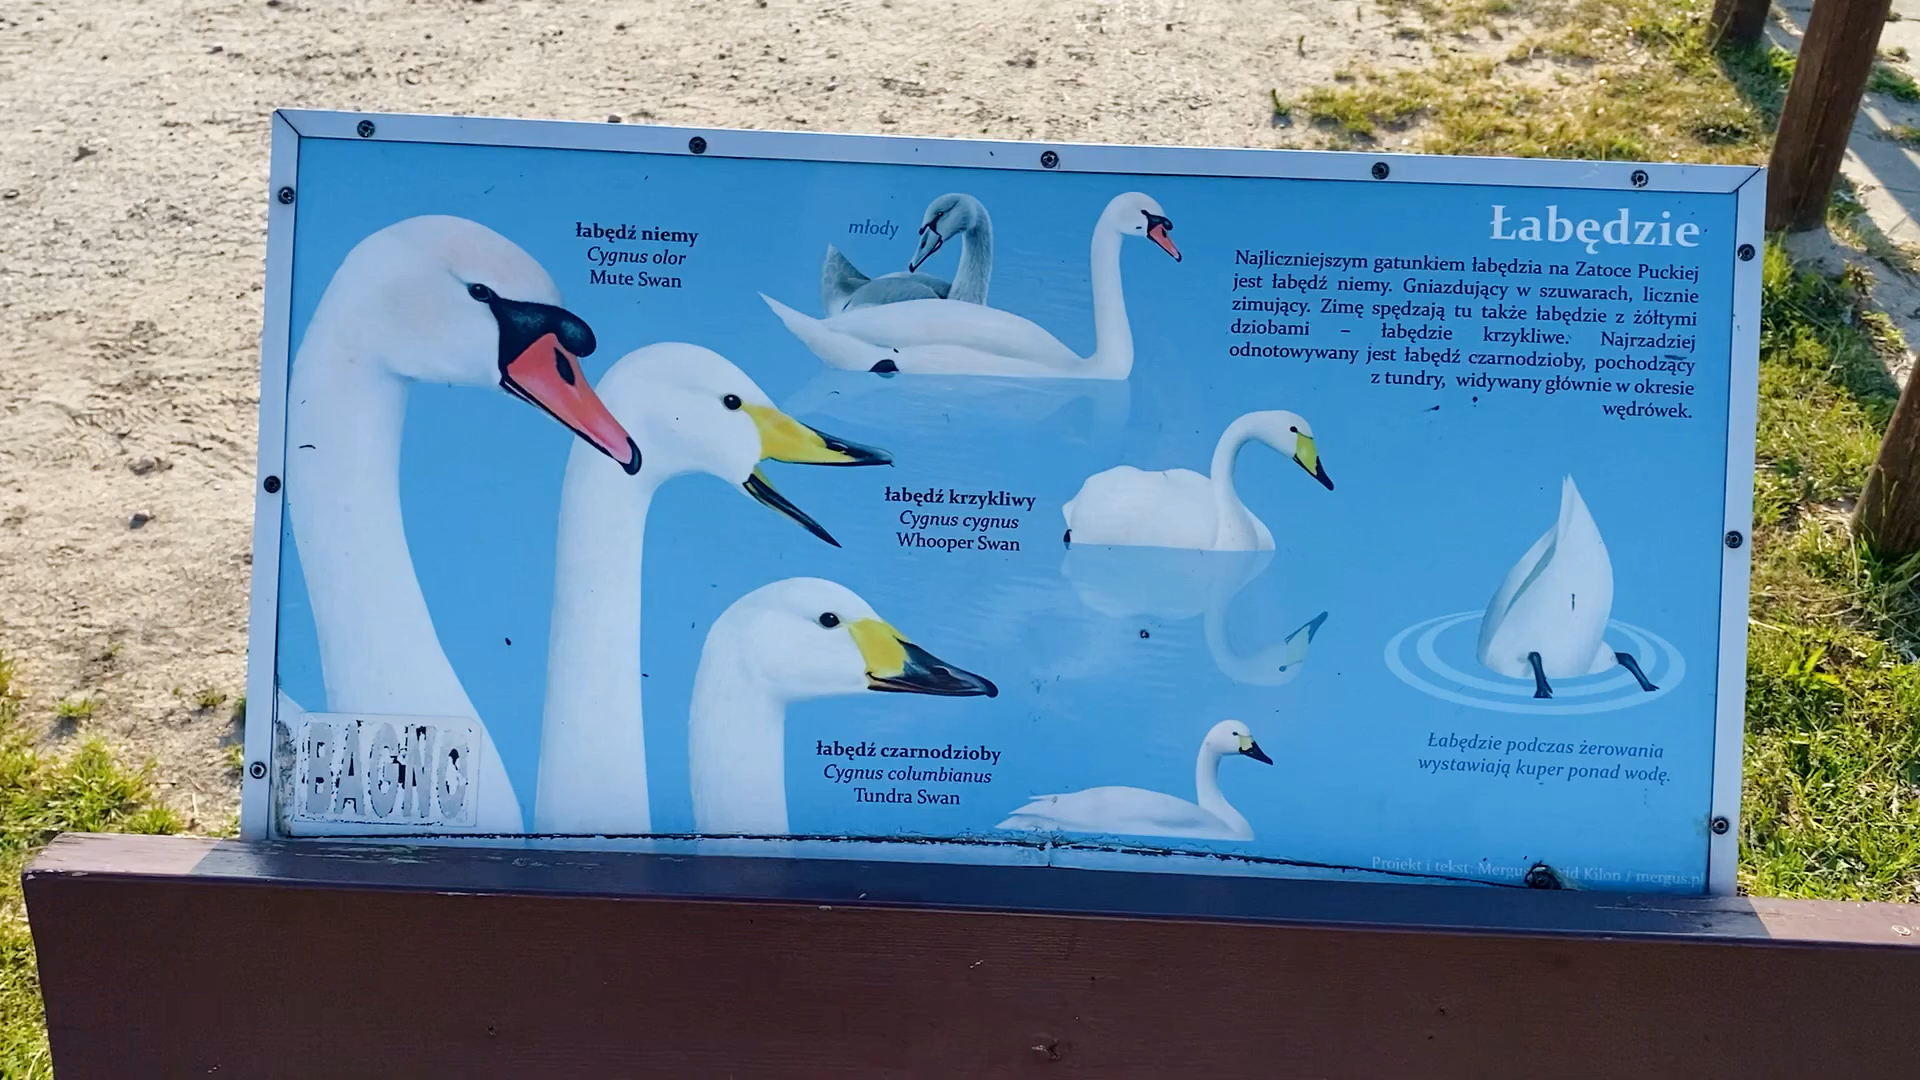 Łabędzie
Najliczniejszym gatunkiem łabędzia na Zatoce Puckiej
jest łabędź niemy. Gniazdujący w szuwarach, licznie
zimujący. Zimę spędzają tu także łabędzie z żółtymi
dziobami – łabędzie krzykliwe. Najrzadziej
odnotowywany jest łabędź czarnodzioby, pochodzący
z tundry, widywany głównie w okresie
wędrówek.
łabędź niemy
Cygnus olor
Mute Swan
młody
łabędź krzykliwy
Cygnus cygnus
Whooper Swan
łabędź czarnodzioby
Cygnus columbianus
Tundra Swan
Łabędzie podczas żerowania
wystawiają kuper ponad wodę.
BAGNO
Projekt i tekst: Kilon / mergus.pl